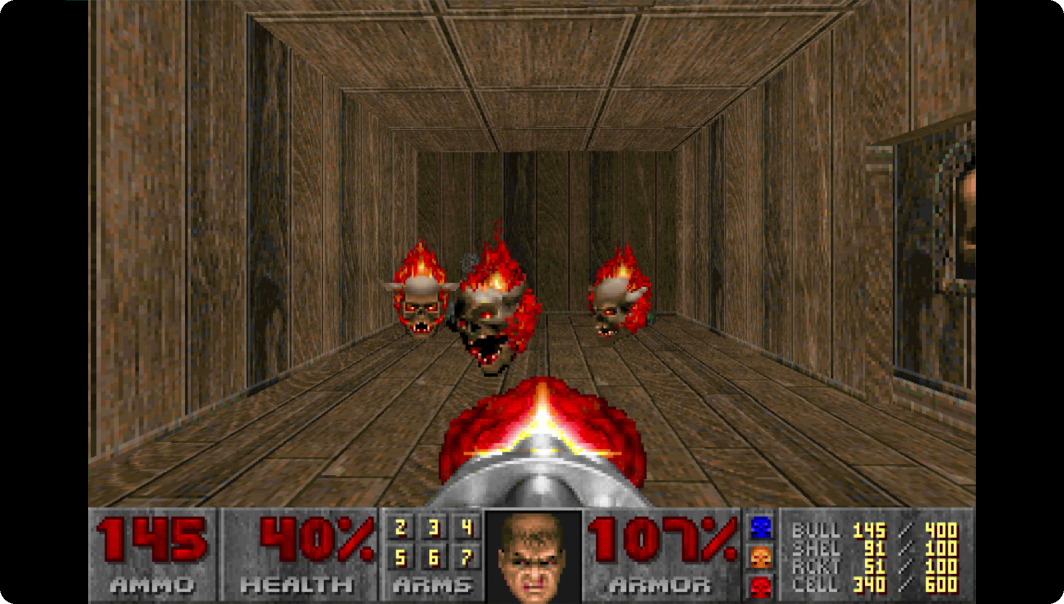 145 40% 2 3 4 107% BULL 145 / 400
SHEL 91 / 100
5 6 7 RCKT 51 / 100
AMMO HEALTH ARMS ARMOR CELL 340 / 600